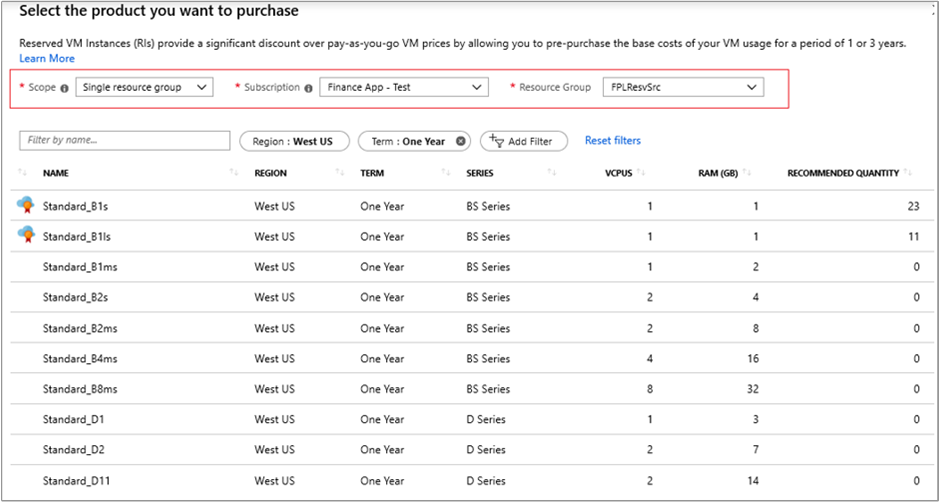 Select the product you want to purchase
Reserved VM Instances (RIs) provide a significant discount over pay-as-you-go VM prices by allowing you to pre-purchase the base costs of your VM usage for a period of 1 or 3 years.
Learn More
* Scope Single resource group * Subscription Finance App - Test * Resource Group FPLResvSrc
Filter by name... Region : West US Term : One Year Add Filter Reset filters
NAME REGION TERM SERIES VCPUS RAM (GB) RECOMMENDED QUANTITY
Standard_B1s West US One Year BS Series 1 1 23
Standard_B1ls West US One Year BS Series 1 1 11
Standard_B1ms West US One Year BS Series 1 2 0
Standard_B2s West US One Year BS Series 2 4 0
Standard_B2ms West US One Year BS Series 2 8 0
Standard_B4ms West US One Year BS Series 4 16 0
Standard_B8ms West US One Year BS Series 8 32 0
Standard_D1 West US One Year D Series 1 3 0
Standard_D2 West US One Year D Series 2 7 0
Standard_D11 West US One Year D Series 2 14 0